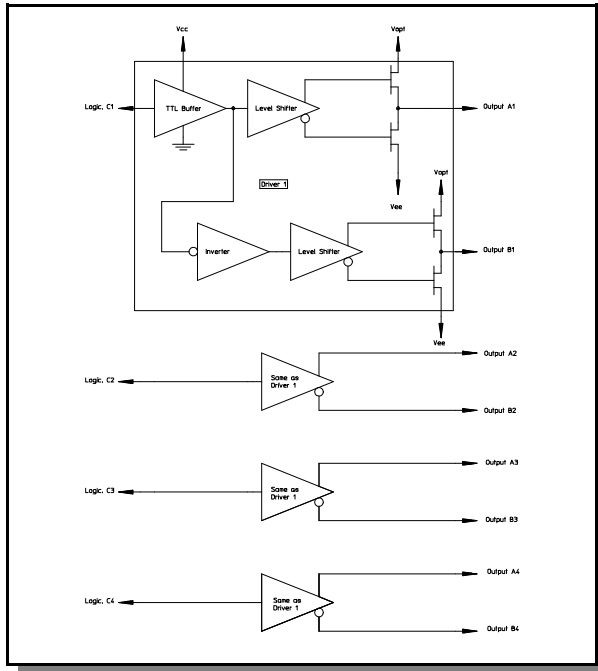 Vcc
Vopt
Logic, C1
TTL Buffer
Level Shifter
Output A1
Driver 1
Vee
Vopt
Inverter
Level Shifter
Output B1
Vee
Output A2
Logic, C2
Same as
Driver 1
Output B2
Output A3
Logic, C3
Same as
Driver 1
Output B3
Output A4
Logic, C4
Same as
Driver 1
Output B4